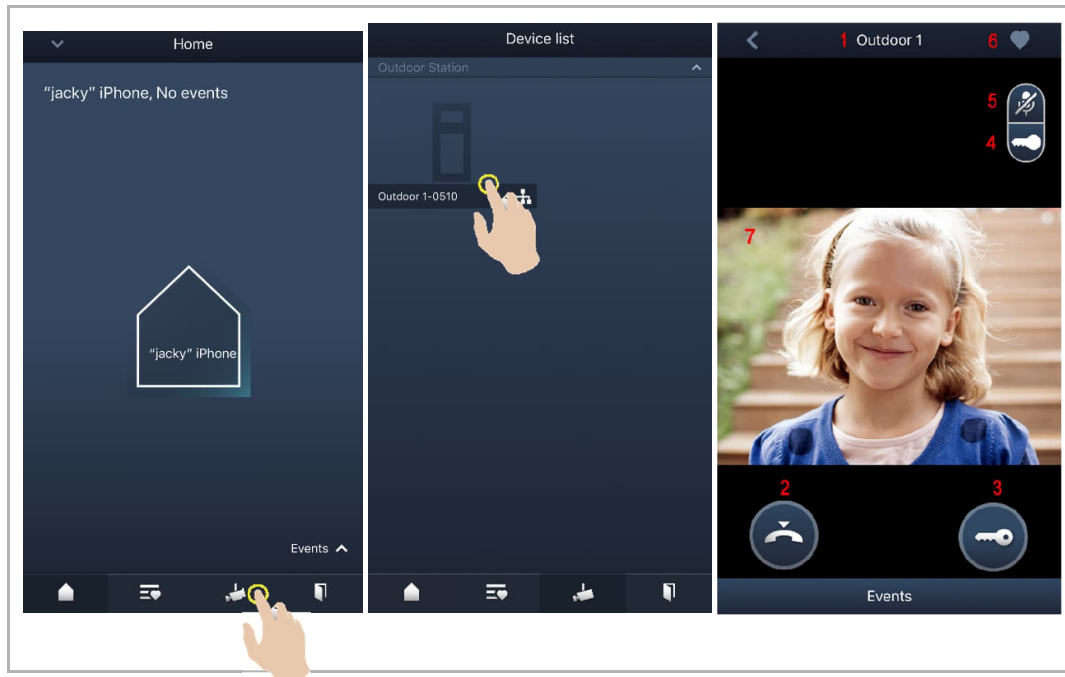 Home
"jacky" iPhone, No events
"jacky" iPhone
Events
Device list
Outdoor Station
Outdoor 1-0510
1 Outdoor 1 6
5
4
7
2 3
Events